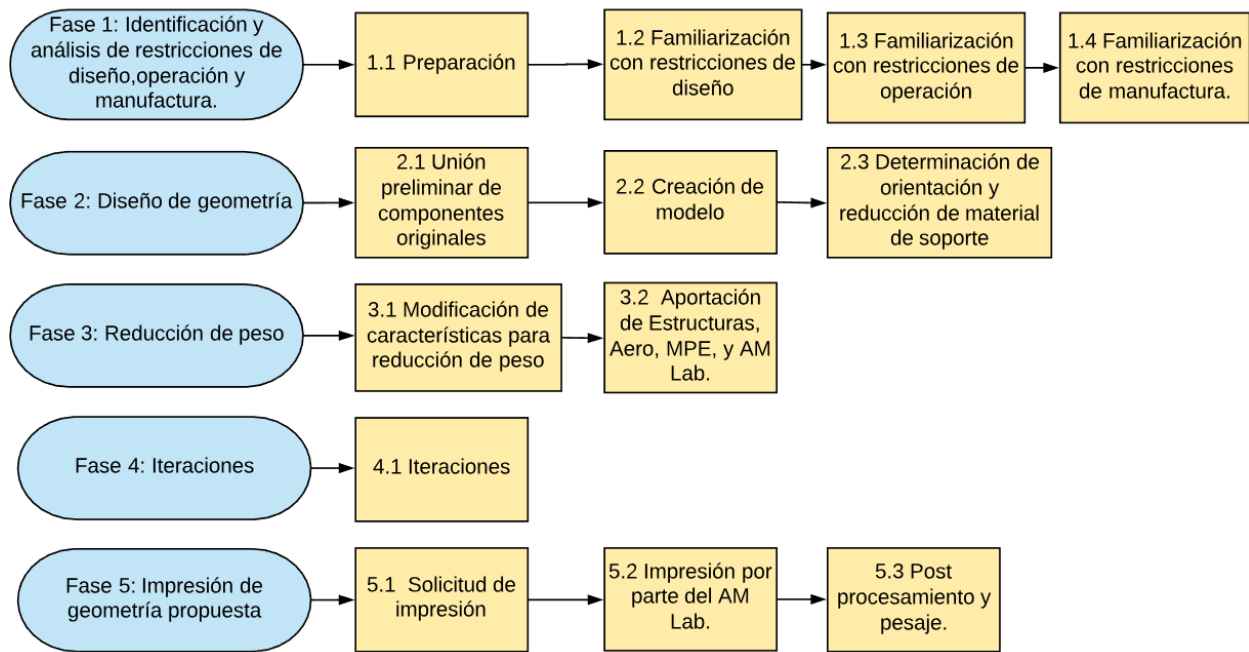 Fase 1: Identificación y
análisis de restricciones de
diseño,operación y
manufactura.
1.1 Preparación
1.2 Familiarización
con restricciones de
diseño
1.3 Familiarización
con restricciones de
operación
1.4 Familiarización
con restricciones
de manufactura.
Fase 2: Diseño de geometría
2.1 Unión
preliminar de
componentes
originales
2.2 Creación de
modelo
2.3 Determinación de
orientación y
reducción de material
de soporte
Fase 3: Reducción de peso
3.1 Modificación de
características para
reducción de peso
3.2 Aportación
de Estructuras,
Aero, MPE, y AM
Lab.
Fase 4: Iteraciones
4.1 Iteraciones
Fase 5: Impresión de
geometría propuesta
5.1 Solicitud de
impresión
5.2 Impresión por
parte del AM
Lab.
5.3 Post
procesamiento y
pesaje.